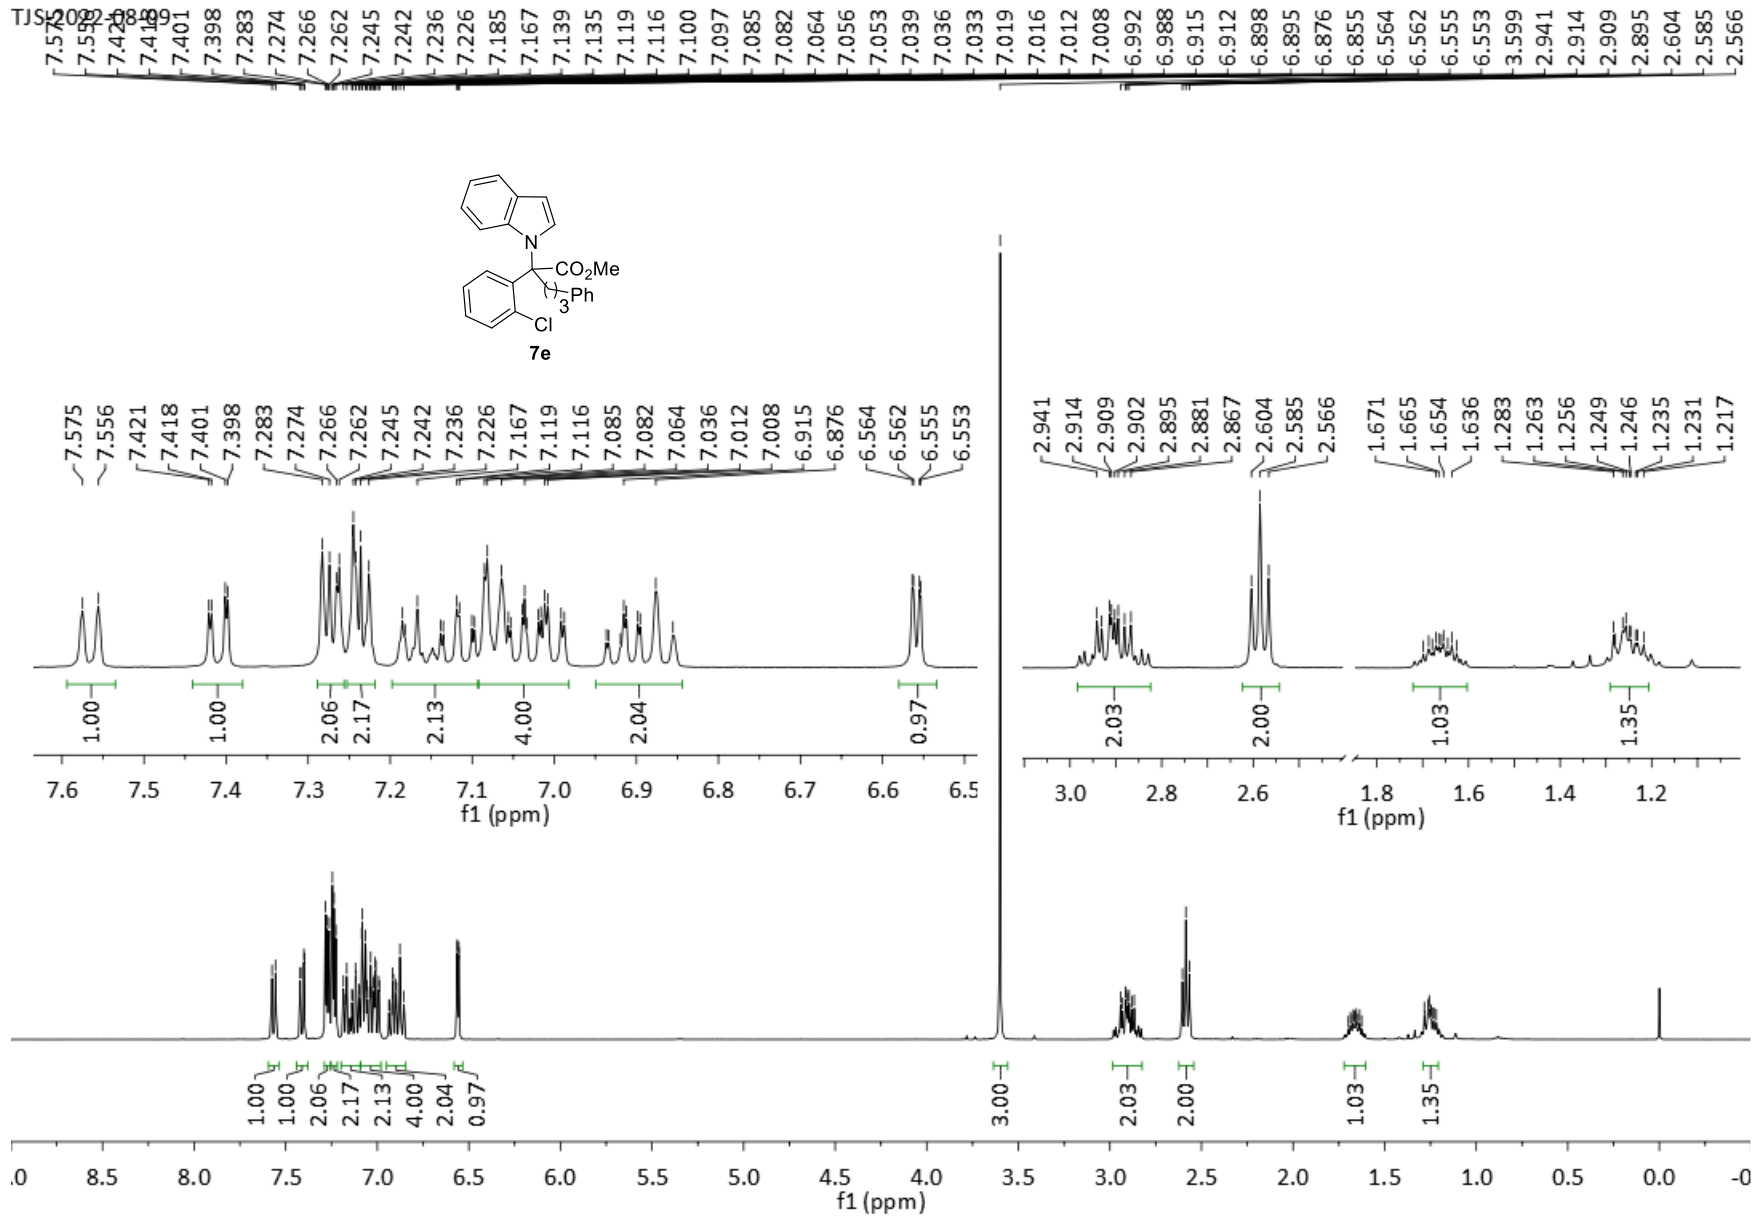 TJS-2022-08-09
7.575 7.556 7.421 7.418 7.401 7.398 7.283 7.274 7.266 7.262 7.245 7.242 7.236 7.226 7.185 7.167 7.139 7.135 7.119 7.116 7.100 7.097 7.085 7.082 7.064 7.056 7.053 7.039 7.036 7.033 7.019 7.016 7.012 7.008 6.992 6.988 6.915 6.912 6.898 6.895 6.876 6.855 6.564 6.562 6.555 6.553 3.599 2.941 2.914 2.909 2.895 2.604 2.585 2.566
N
CO2Me
( )3 Ph
Cl
7e
7.575 7.556 7.421 7.418 7.401 7.398 7.283 7.274 7.266 7.262 7.245 7.242 7.236 7.226 7.167 7.119 7.116 7.085 7.082 7.064 7.036 7.012 7.008 6.915 6.876 6.564 6.562 6.555 6.553
2.941 2.914 2.909 2.902 2.895 2.881 2.867 2.604 2.585 2.566 1.671 1.665 1.654 1.636 1.283 1.263 1.256 1.249 1.246 1.235 1.231 1.217
1.00 1.00 2.06 2.17 2.13 4.00 2.04 0.97
2.03 2.00 1.03 1.35
7.6 7.5 7.4 7.3 7.2 7.1 7.0 6.9 6.8 6.7 6.6 6.5
f1 (ppm)
3.0 2.8 2.6 1.8 1.6 1.4 1.2
f1 (ppm)
1.00 1.00 2.06 2.17 2.13 4.00 2.04 0.97 3.00 2.03 2.00 1.03 1.35
.0 8.5 8.0 7.5 7.0 6.5 6.0 5.5 5.0 4.5 4.0 3.5 3.0 2.5 2.0 1.5 1.0 0.5 0.0 -0
f1 (ppm)